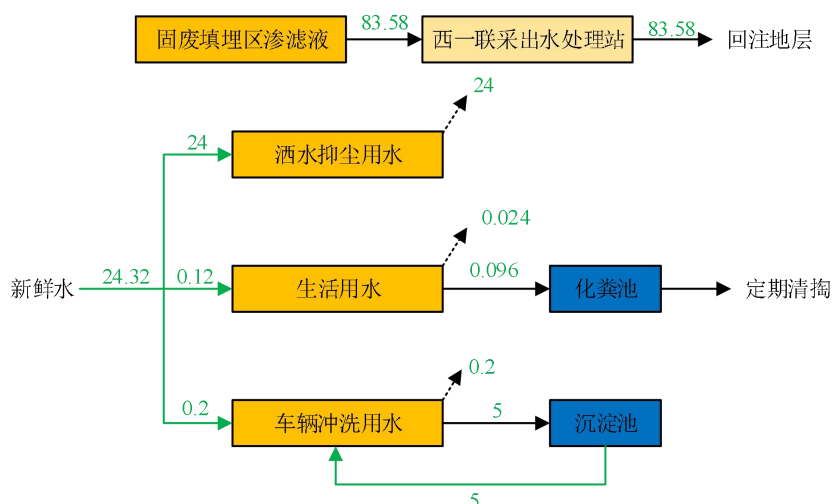 83.58
83.58
固废填埋区渗滤液
西一联采出水处理站
回注地层
24
24
洒水抑尘用水
0.024
24.32
0.12
0.096
新鲜水
生活用水
化粪池
定期清掏
0.2
0.2
5
车辆冲洗用水
沉淀池
5